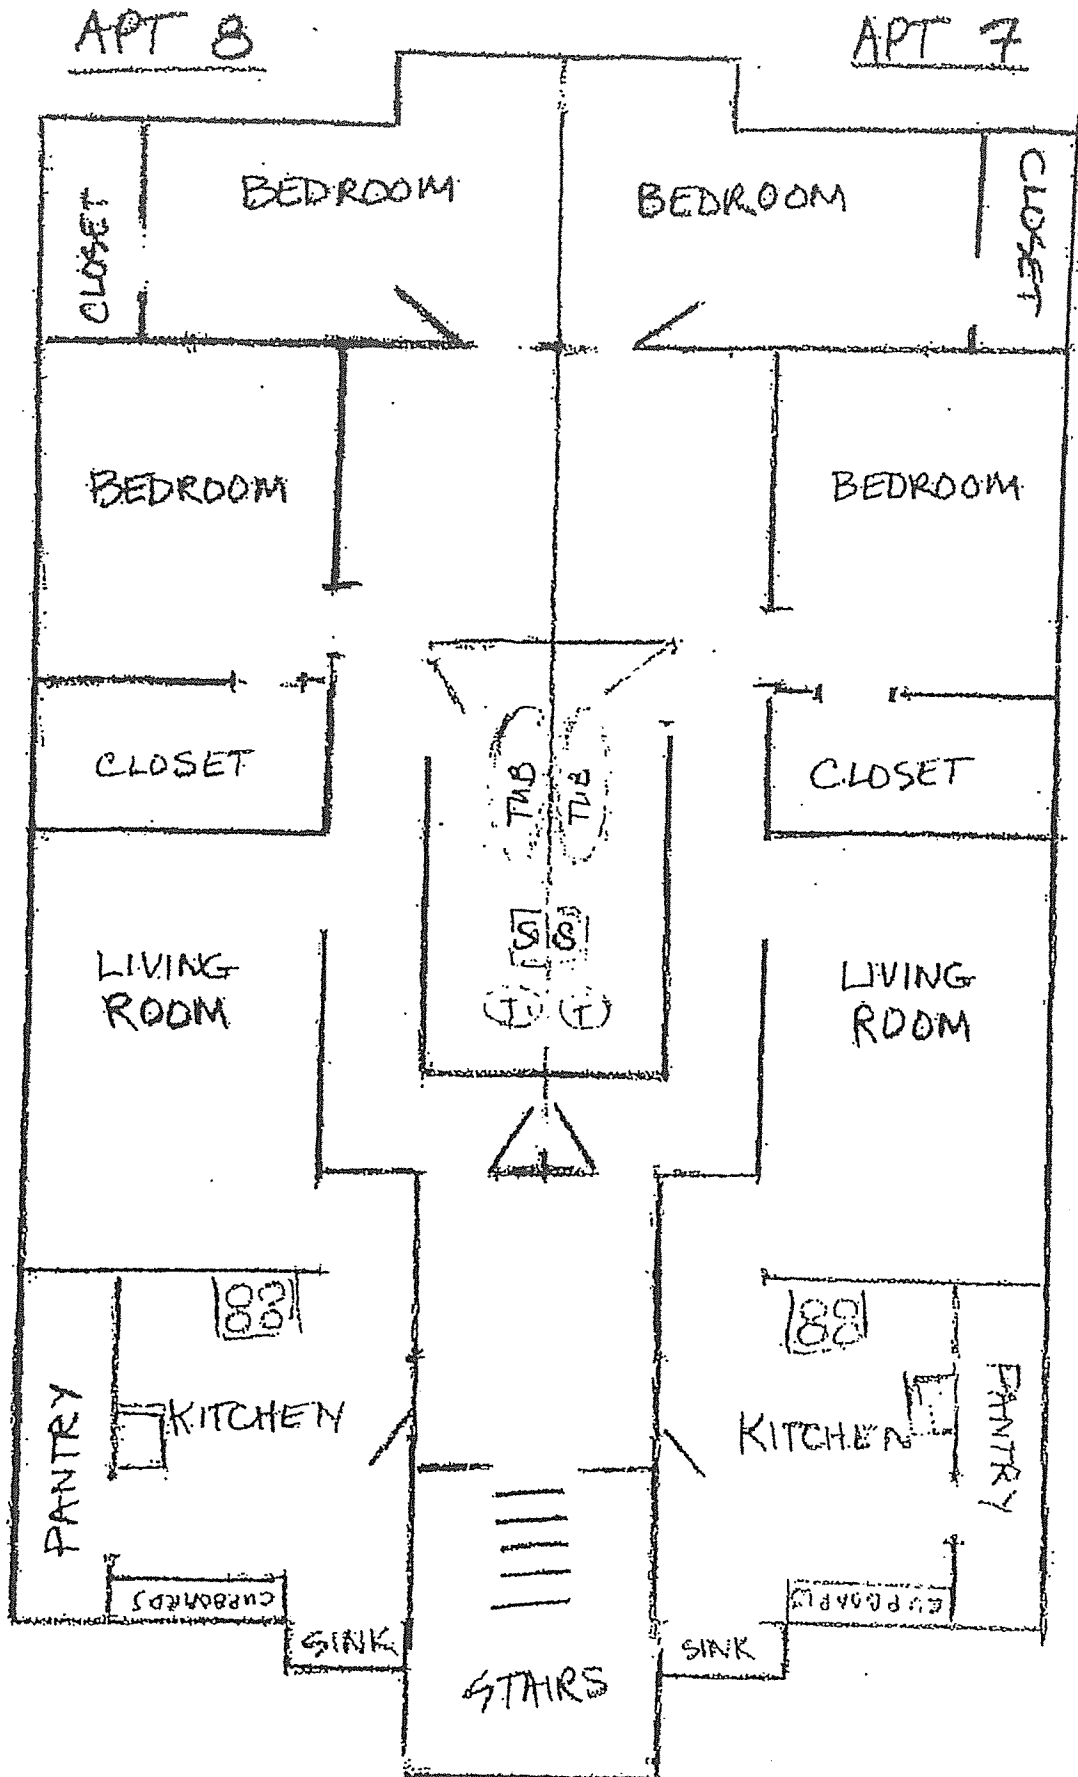 APT 8
APT 7
CLOSET
BEDROOM
BEDROOM
CLOSET
BEDROOM
BEDROOM
CLOSET
TUB
TUB
CLOSET
S
S
LIVING
ROOM
T
T
LIVING
ROOM
PANTRY
KITCHEN
KITCHEN
PANTRY
CUPBOARDS
CUPBOARDS
SINK
STAIRS
SINK